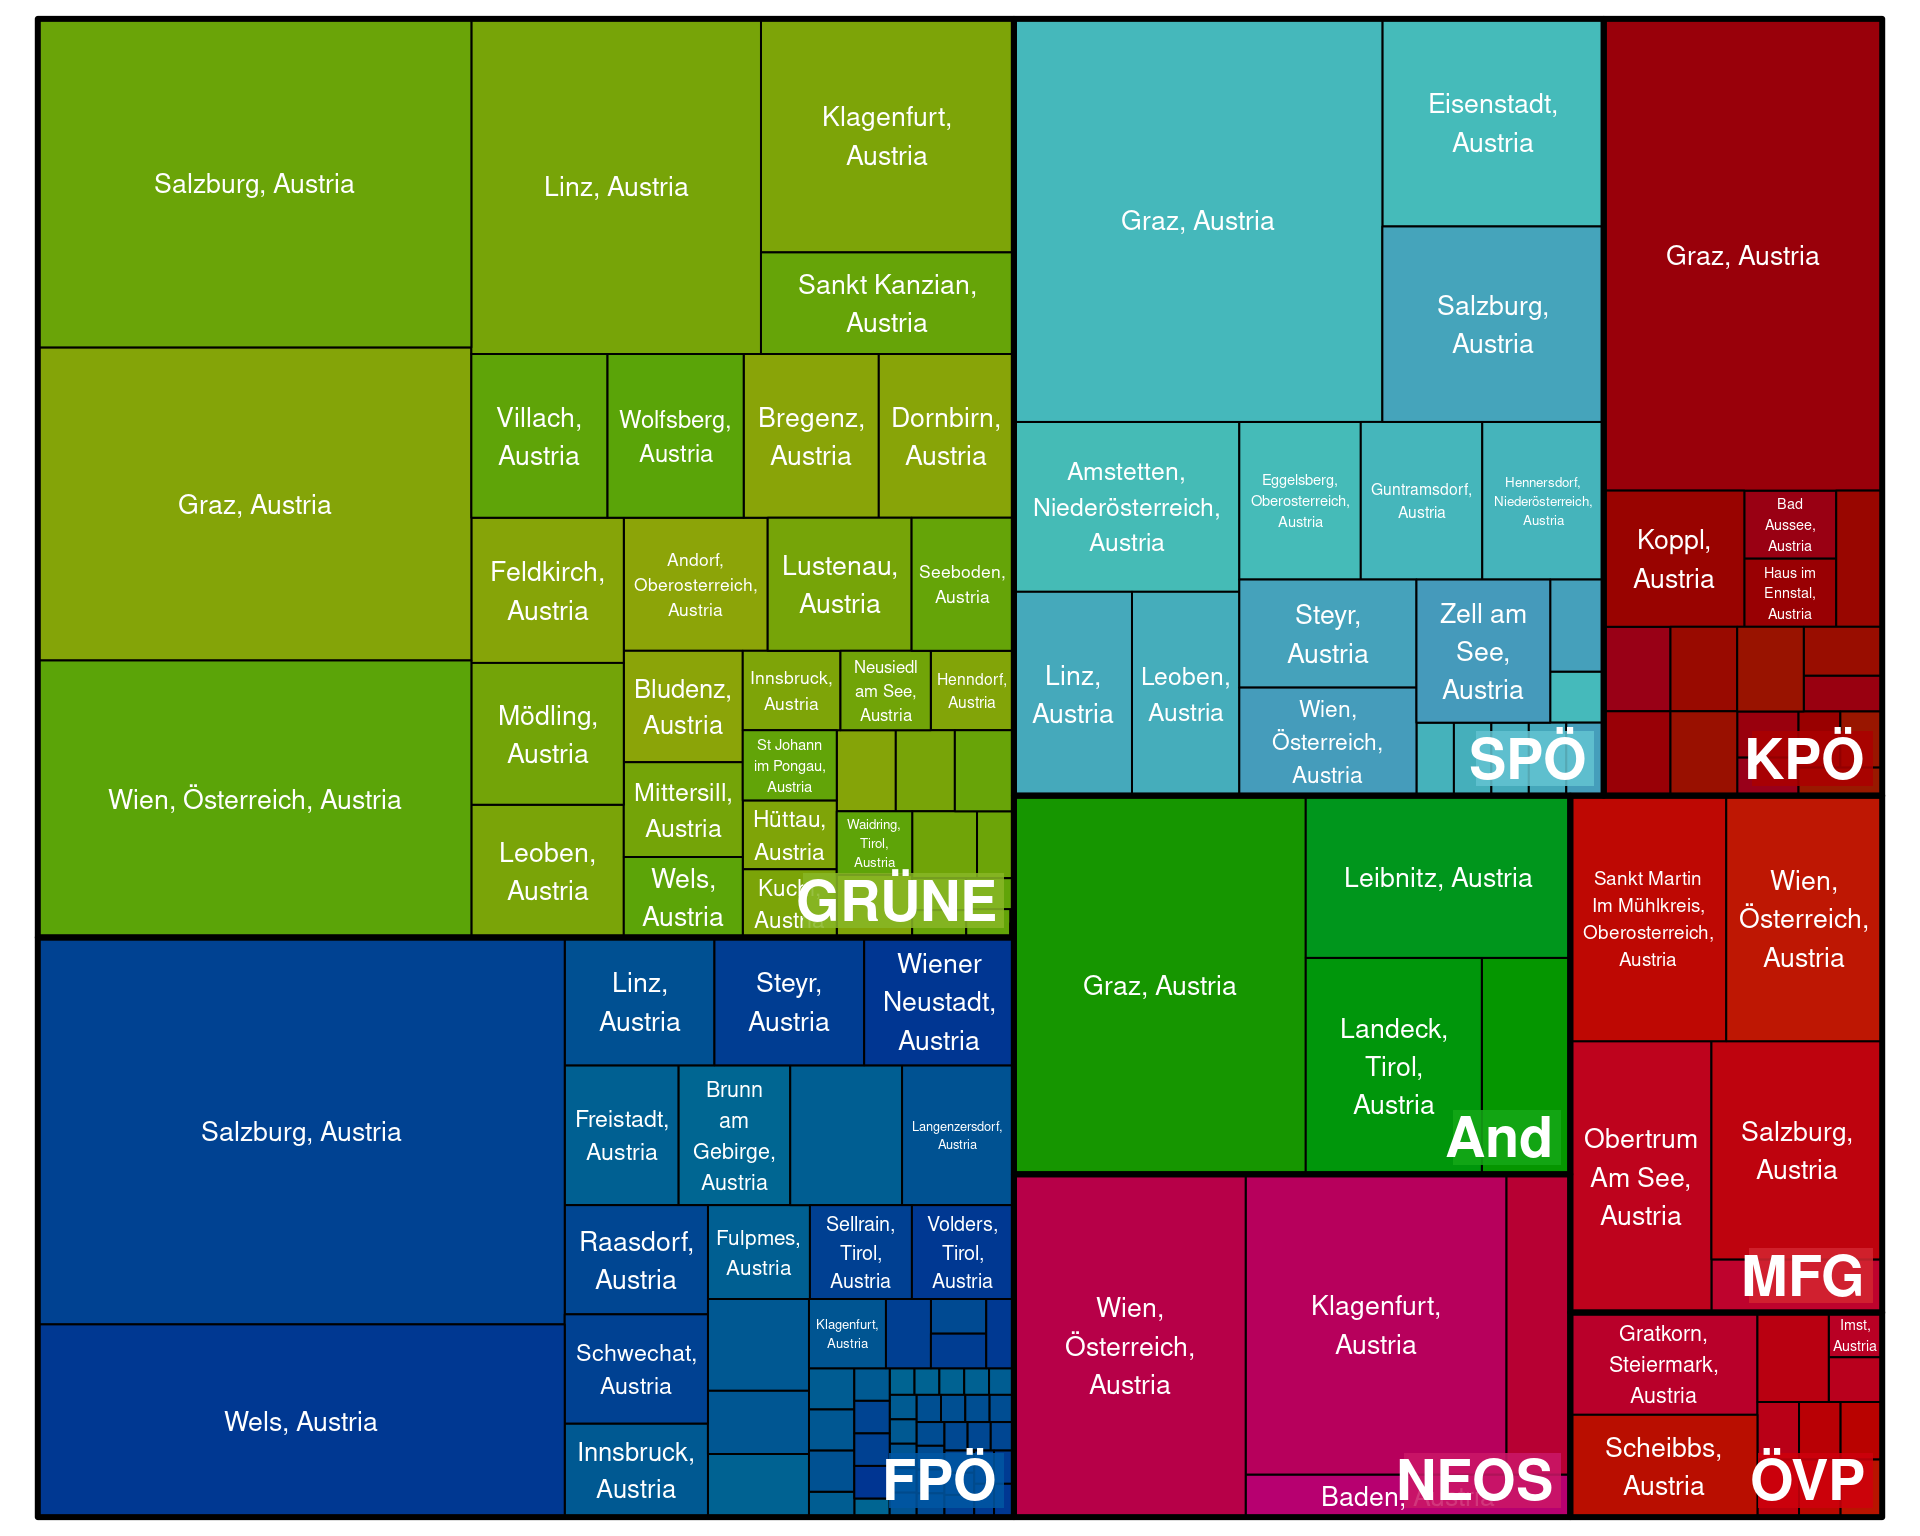 Salzburg, Austria
Linz, Austria
Klagenfurt,
Austria
Sankt Kanzian,
Austria
Graz, Austria
Villach,
Austria
Wolfsberg,
Austria
Bregenz,
Austria
Dornbirn,
Austria
Feldkirch,
Austria
Andorf,
Oberosterreich,
Austria
Lustenau,
Austria
Seeboden,
Austria
Wien, Österreich, Austria
Mödling,
Austria
Bludenz,
Austria
Innsbruck,
Austria
Neusiedl
am See,
Austria
Henndorf,
Austria
St Johann
im Pongau,
Austria
Mittersill,
Austria
Hüttau,
Austria
Waidring,
Tirol,
Austria
Leoben,
Austria
Wels,
Austria
Kuchl,
Austria
GRÜNE
Graz, Austria
Eisenstadt,
Austria
Salzburg,
Austria
Amstetten,
Niederösterreich,
Austria
Eggelsberg,
Oberosterreich,
Austria
Guntramsdorf,
Austria
Hennersdorf,
Niederösterreich,
Austria
Linz,
Austria
Leoben,
Austria
Steyr,
Austria
Zell am
See,
Austria
Wien,
Österreich,
Austria
SPÖ
Graz, Austria
Koppl,
Austria
Bad
Aussee,
Austria
Haus im
Ennstal,
Austria
KPÖ
Salzburg, Austria
Wels, Austria
Linz,
Austria
Steyr,
Austria
Wiener
Neustadt,
Austria
Freistadt,
Austria
Brunn
am
Gebirge,
Austria
Langenzersdorf,
Austria
Raasdorf,
Austria
Fulpmes,
Austria
Sellrain,
Tirol,
Austria
Volders,
Tirol,
Austria
Schwechat,
Austria
Klagenfurt,
Austria
Innsbruck,
Austria
FPÖ
Graz, Austria
Leibnitz, Austria
Landeck,
Tirol,
Austria
And
Wien,
Österreich,
Austria
Klagenfurt,
Austria
Baden, Austria
NEOS
Sankt Martin
Im Mühlkreis,
Oberosterreich,
Austria
Wien,
Österreich,
Austria
Obertrum
Am See,
Austria
Salzburg,
Austria
MFG
Gratkorn,
Steiermark,
Austria
Imst,
Austria
Scheibbs,
Austria
ÖVP